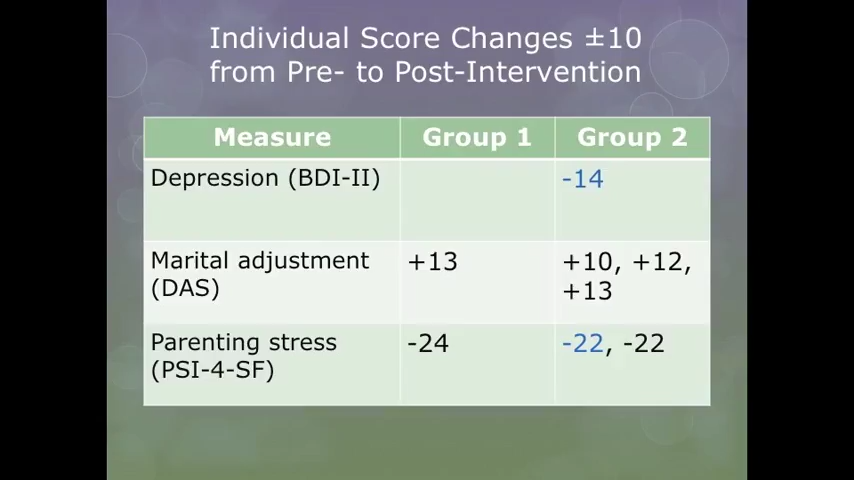 Individual Score Changes ±10
from Pre- to Post-Intervention
Measure Group 1 Group 2
Depression (BDI-II) -14
Marital adjustment (DAS) +13 +10, +12, +13
Parenting stress (PSI-4-SF) -24 -22, -22